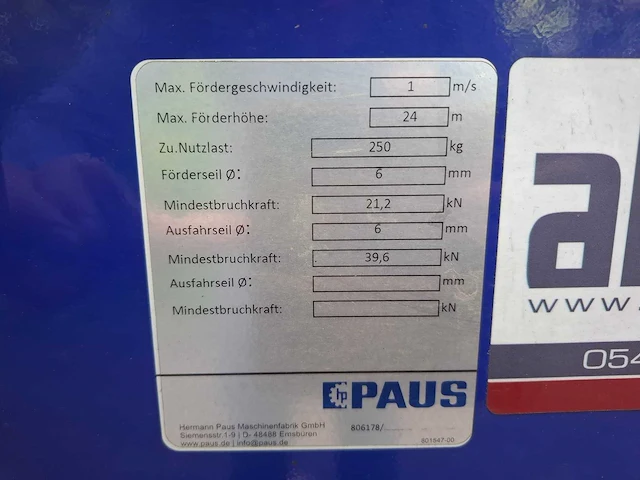 Max. Fördergeschwindigkeit: 1 m/s
Max. Förderhöhe: 24 m
Zu.Nutzlast: 250 kg
Förderseil Ø: 6 mm
Mindestbruchkraft: 21,2 kN
Ausfahrseil Ø: 6 mm
Mindestbruchkraft: 39,6 kN
Ausfahrseil Ø: mm
Mindestbruchkraft: kN
hp PAUS
Hermann Paus Maschinenfabrik GmbH
Siemensstr.1-9 | D- 48488 Emsbüren
www.paus.de | info@paus.de
806178/
801547-00
www.
054